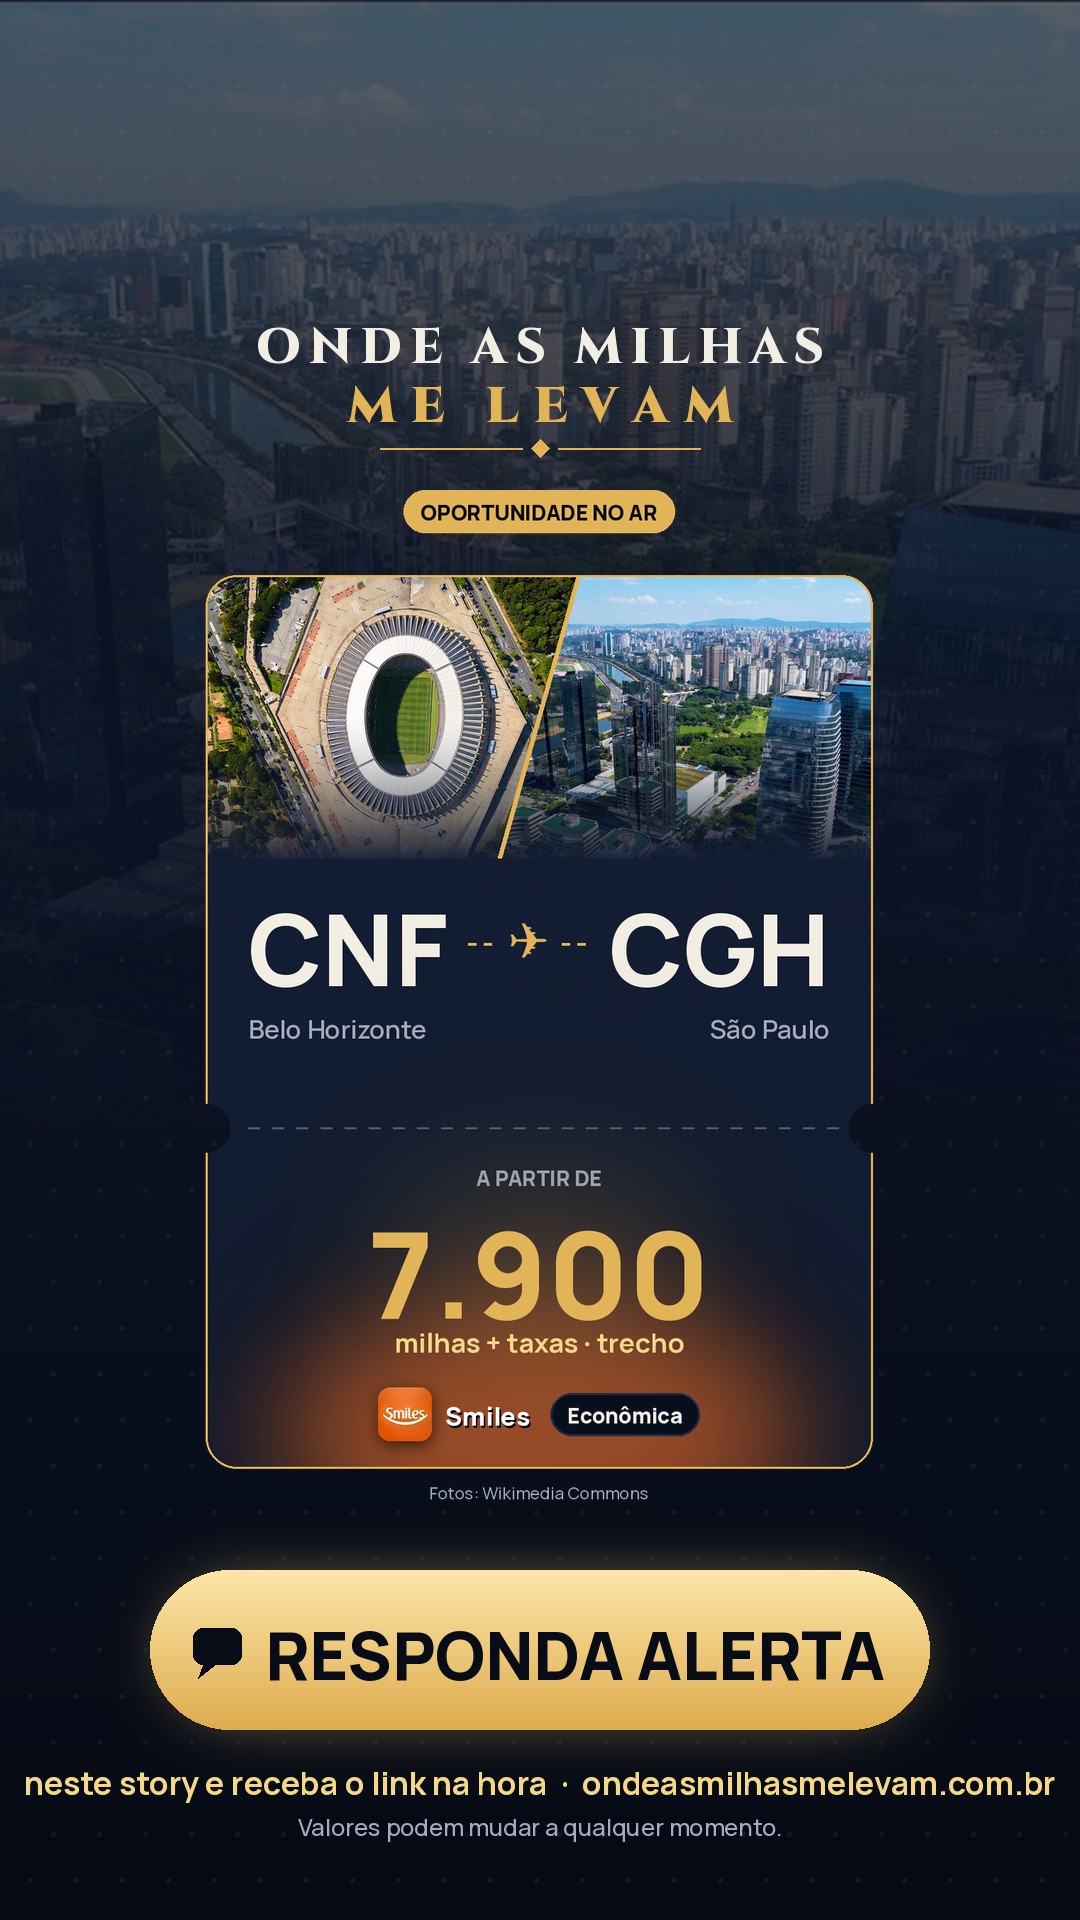 ONDE AS MILHAS
ME LEVAM
OPORTUNIDADE NO AR
CNF -- ✈ -- CGH
Belo Horizonte
São Paulo
A PARTIR DE
7.900
milhas + taxas · trecho
Smiles Smiles Econômica
Fotos: Wikimedia Commons
RESPONDA ALERTA
neste story e receba o link na hora · ondeasmilhasmelevam.com.br
Valores podem mudar a qualquer momento.